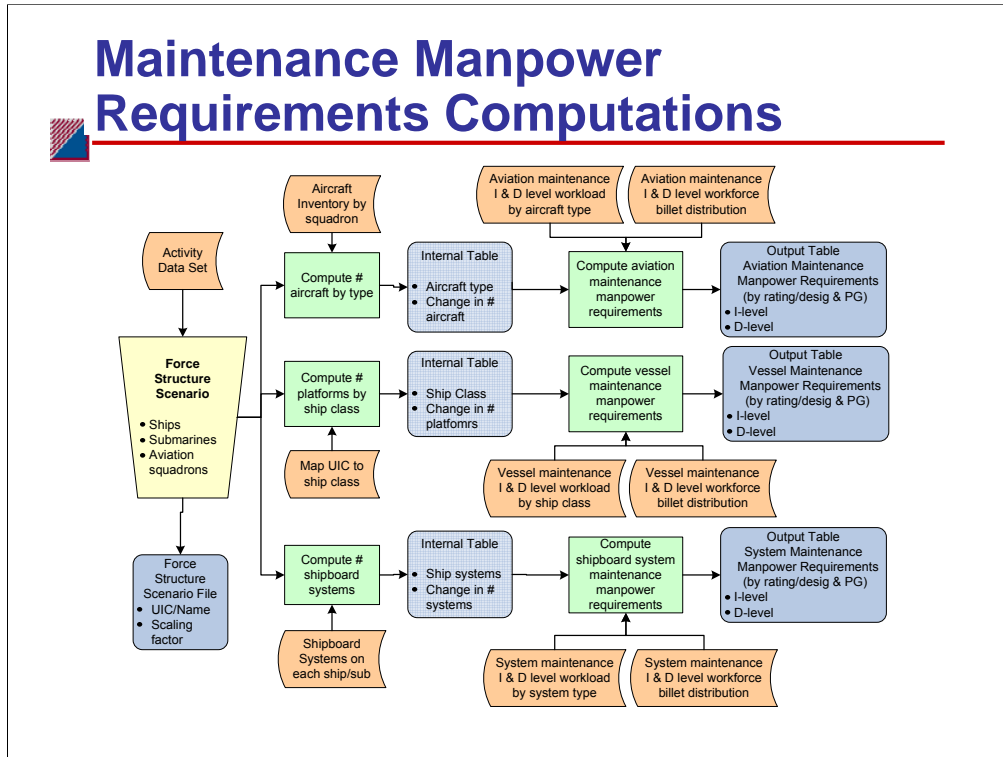 Maintenance Manpower
Requirements Computations
Aircraft
Inventory by
squadron
Aviation maintenance
I & D level workload
by aircraft type
Aviation maintenance
I & D level workforce
billet distribution
Activity
Data Set
Compute #
aircraft by type
Internal Table
• Aircraft type
• Change in #
aircraft
Compute aviation
maintenance
manpower
requirements
Output Table
Aviation Maintenance
Manpower Requirements
(by rating/desig & PG)
• I-level
• D-level
Force
Structure
Scenario
• Ships
• Submarines
• Aviation
squadrons
Compute #
platforms by
ship class
Internal Table
• Ship Class
• Change in #
platfomrs
Compute vessel
maintenance
manpower
requirements
Output Table
Vessel Maintenance
Manpower Requirements
(by rating/desig & PG)
• I-level
• D-level
Map UIC to
ship class
Vessel maintenance
I & D level workload
by ship class
Vessel maintenance
I & D level workforce
billet distribution
Force
Structure
Scenario File
• UIC/Name
• Scaling
factor
Compute #
shipboard
systems
Internal Table
• Ship systems
• Change in #
systems
Compute
shipboard system
maintenance
manpower
requirements
Output Table
System Maintenance
Manpower Requirements
(by rating/desig & PG)
• I-level
• D-level
Shipboard
Systems on
each ship/sub
System maintenance
I & D level workload
by system type
System maintenance
I & D level workforce
billet distribution